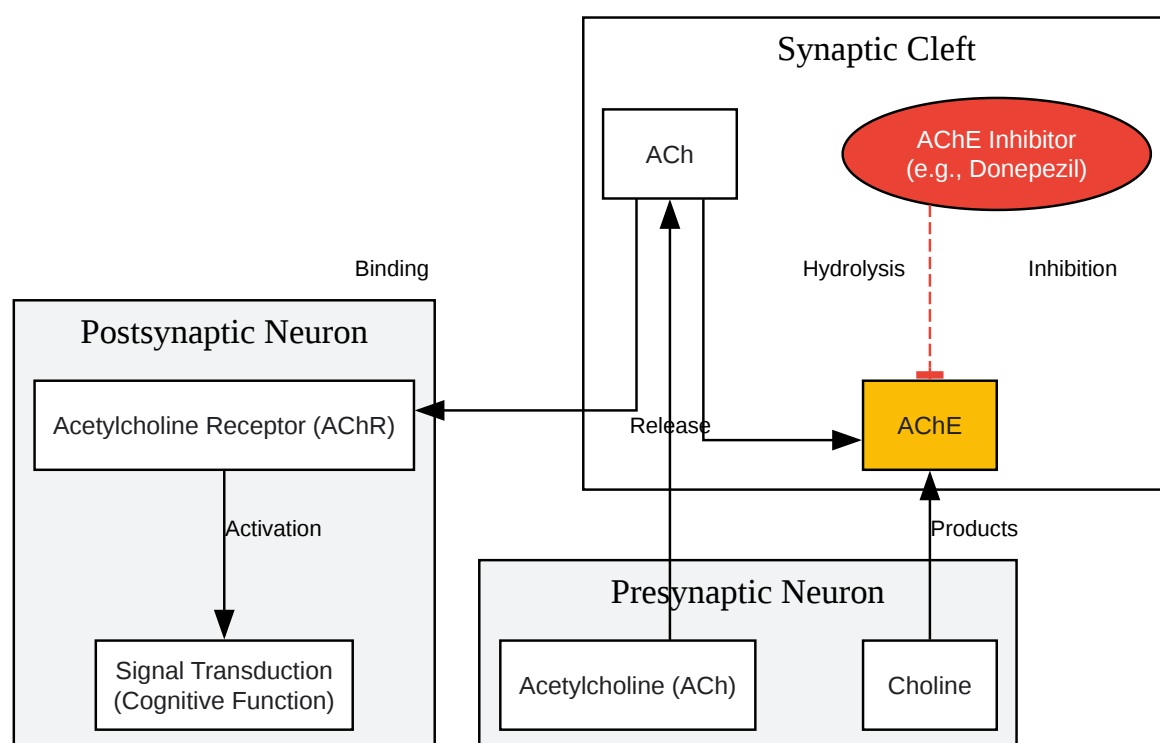 Synaptic Cleft
ACh
AChE Inhibitor
(e.g., Donepezil)
Binding
Hydrolysis
Inhibition
Postsynaptic Neuron
Acetylcholine Receptor (AChR)
Release
AChE
Activation
Products
Presynaptic Neuron
Signal Transduction
(Cognitive Function)
Acetylcholine (ACh)
Choline